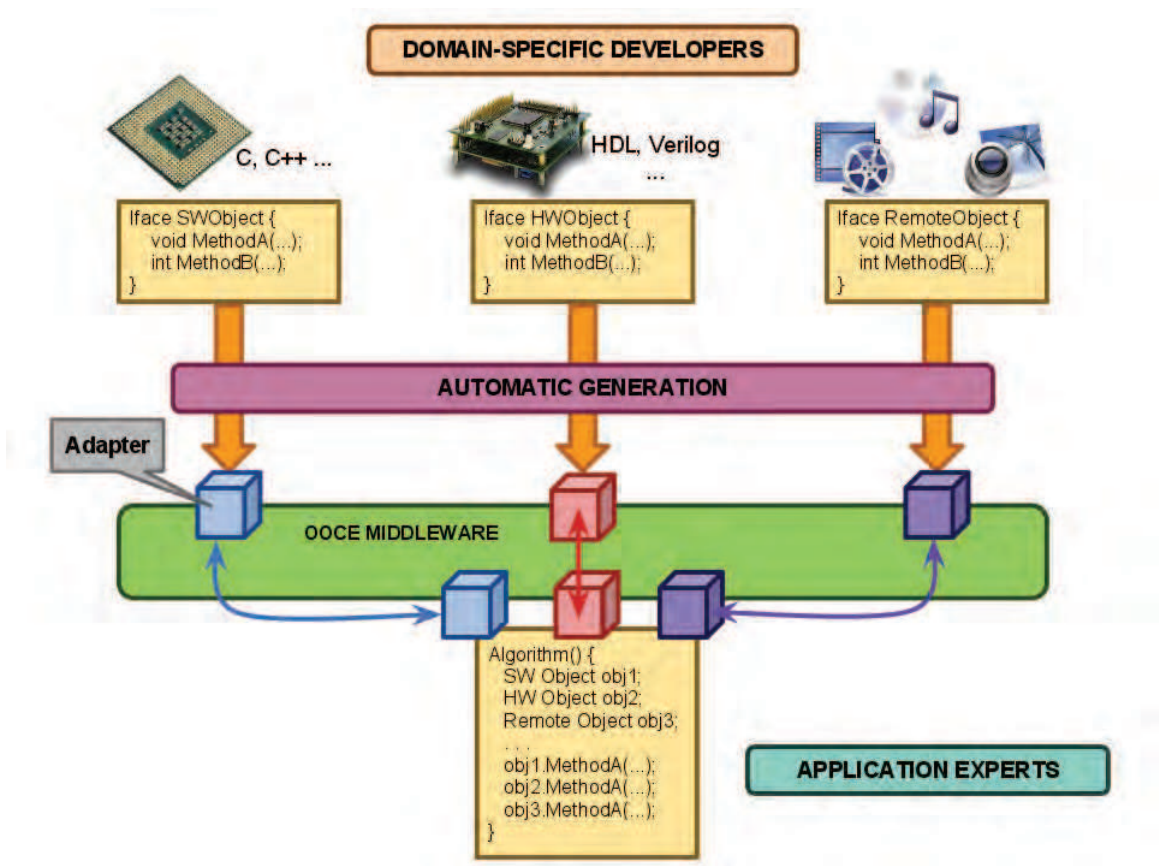 DOMAIN-SPECIFIC DEVELOPERS
C, C++ ...
HDL, Verilog
...
Iface SWObject {
void MethodA(...);
int MethodB(...);
}
Iface HWObject {
void MethodA(...);
int MethodB(...);
}
Iface RemoteObject {
void MethodA(...);
int MethodB(...);
}
AUTOMATIC GENERATION
Adapter
OOCE MIDDLEWARE
Algorithm() {
SW Object obj1;
HW Object obj2;
Remote Object obj3;
. . .
obj1.MethodA(...);
obj2.MethodA(...);
obj3.MethodA(...);
}
APPLICATION EXPERTS